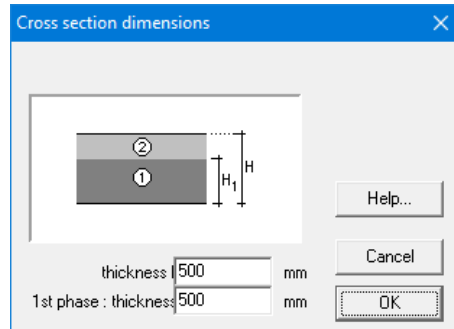 Cross section dimensions
②
①
H₁
H
Help...
Cancel
thickness 500 mm
1st phase : thickness 500 mm
OK